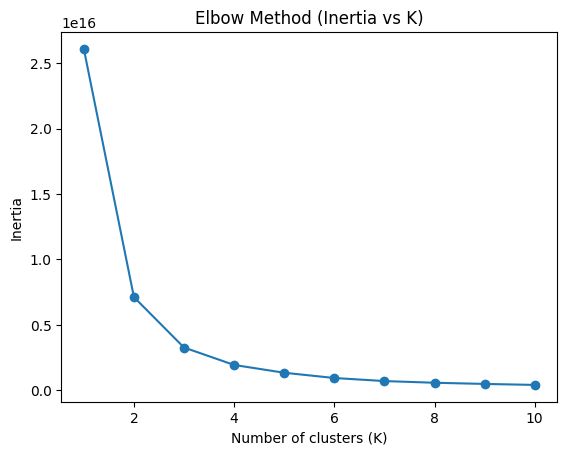 Elbow Method (Inertia vs K)
1e16
2.5
2.0
1.5
1.0
0.5
0.0
Inertia
2 4 6 8 10
Number of clusters (K)